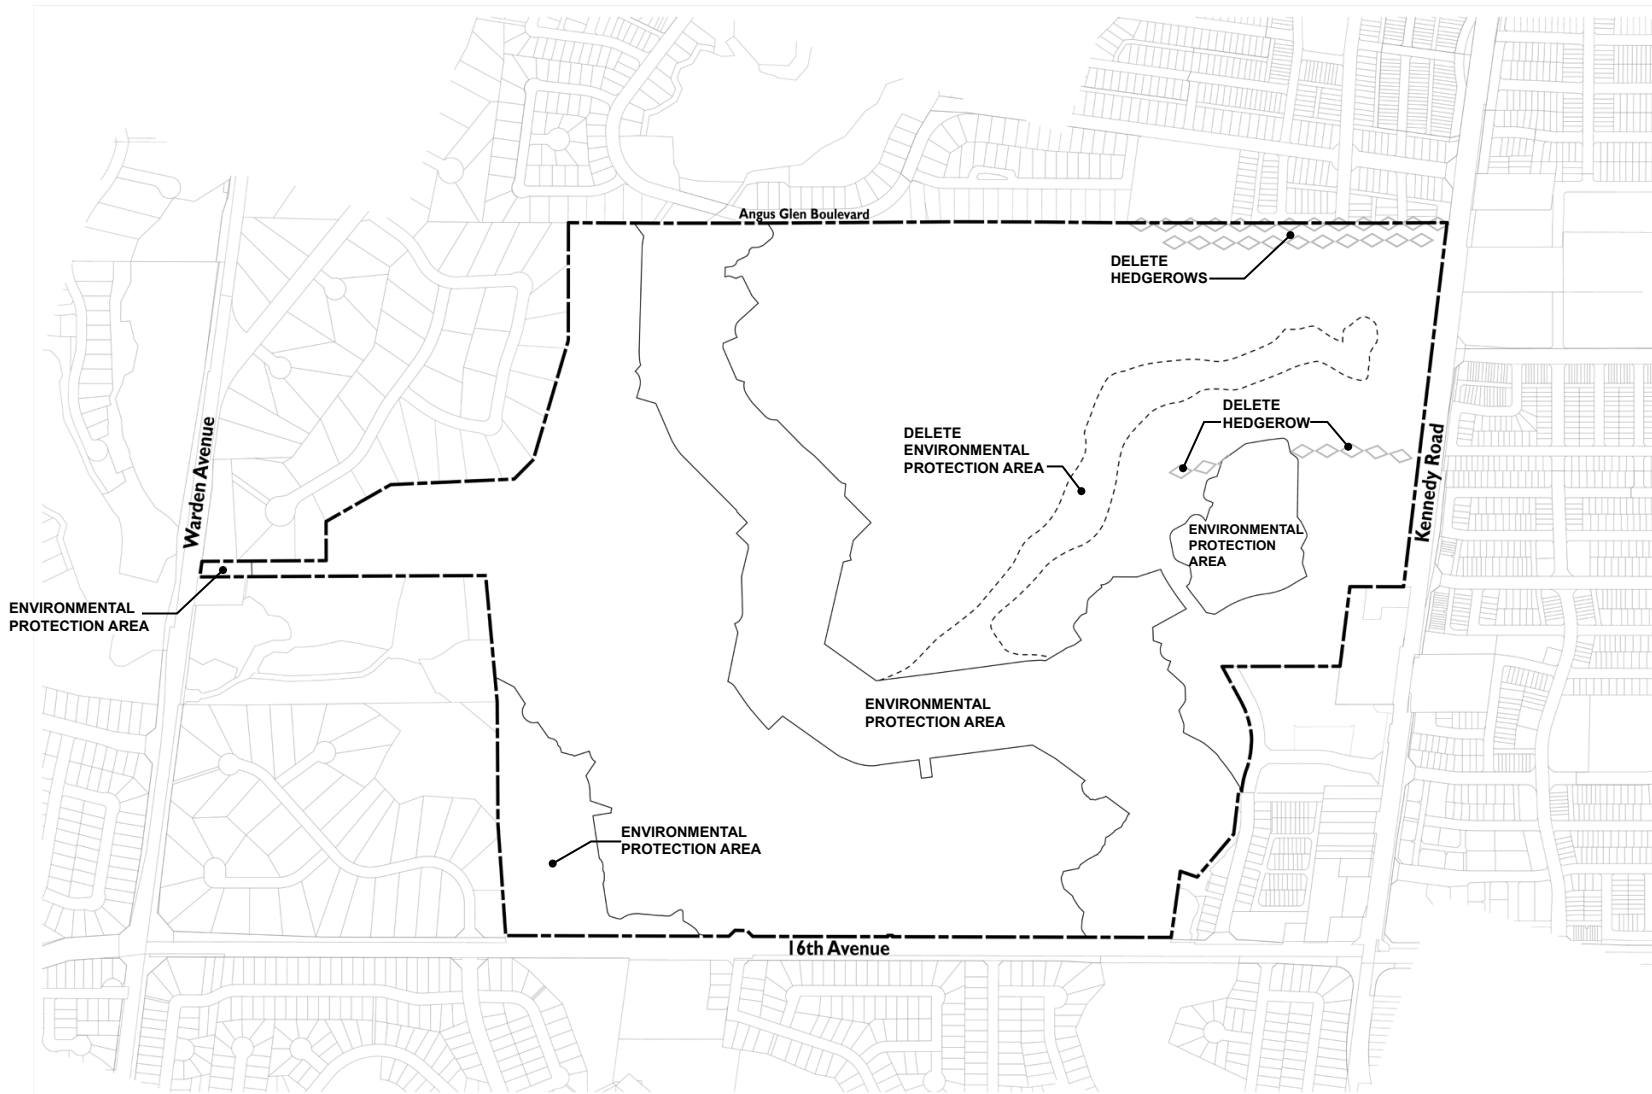 Angus Glen Boulevard
DELETE
HEDGEROWS
DELETE
HEDGEROW
DELETE
ENVIRONMENTAL
PROTECTION AREA
Warden Avenue
Kennedy Road
ENVIRONMENTAL
PROTECTION
AREA
ENVIRONMENTAL
PROTECTION AREA
ENVIRONMENTAL
PROTECTION AREA
ENVIRONMENTAL
PROTECTION AREA
16th Avenue